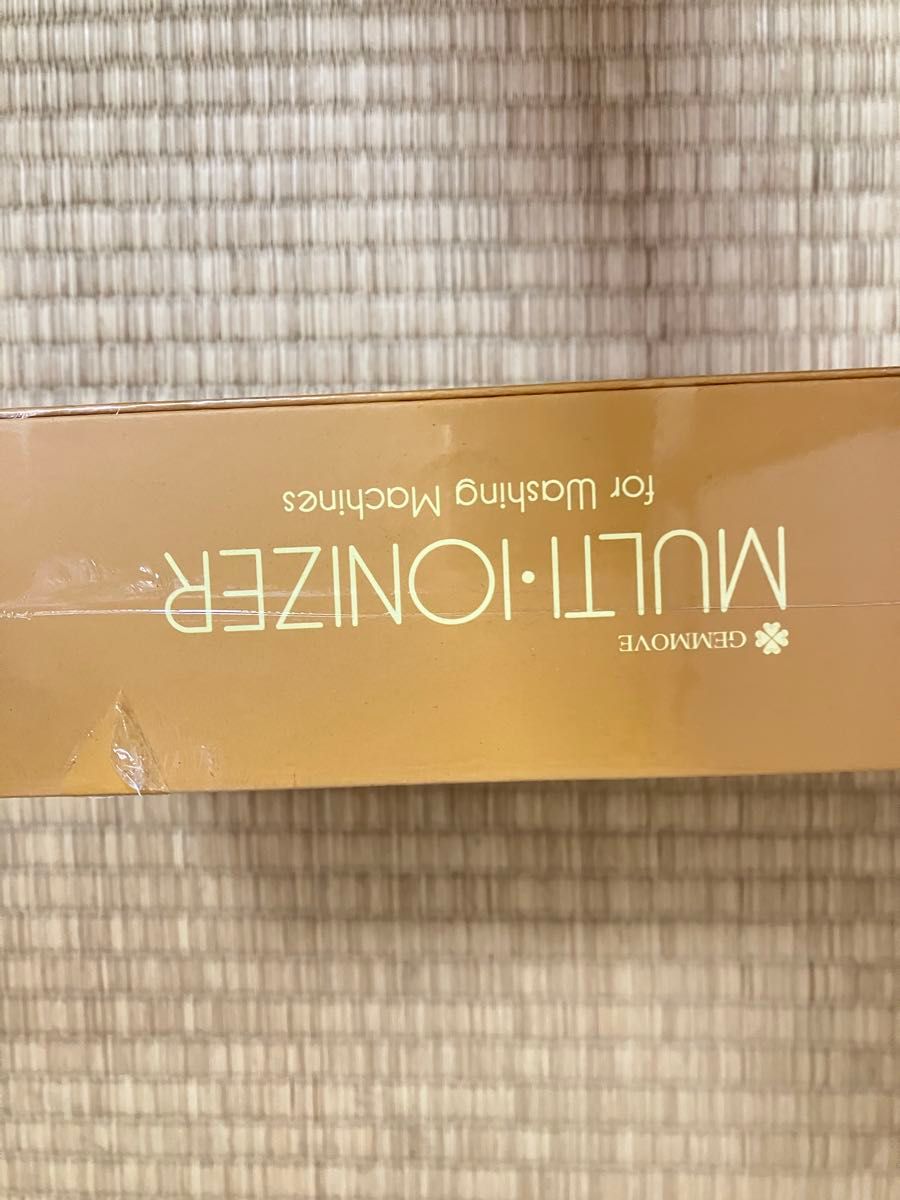 GEMMOVE
MULTI・IONIZER
for Washing Machines